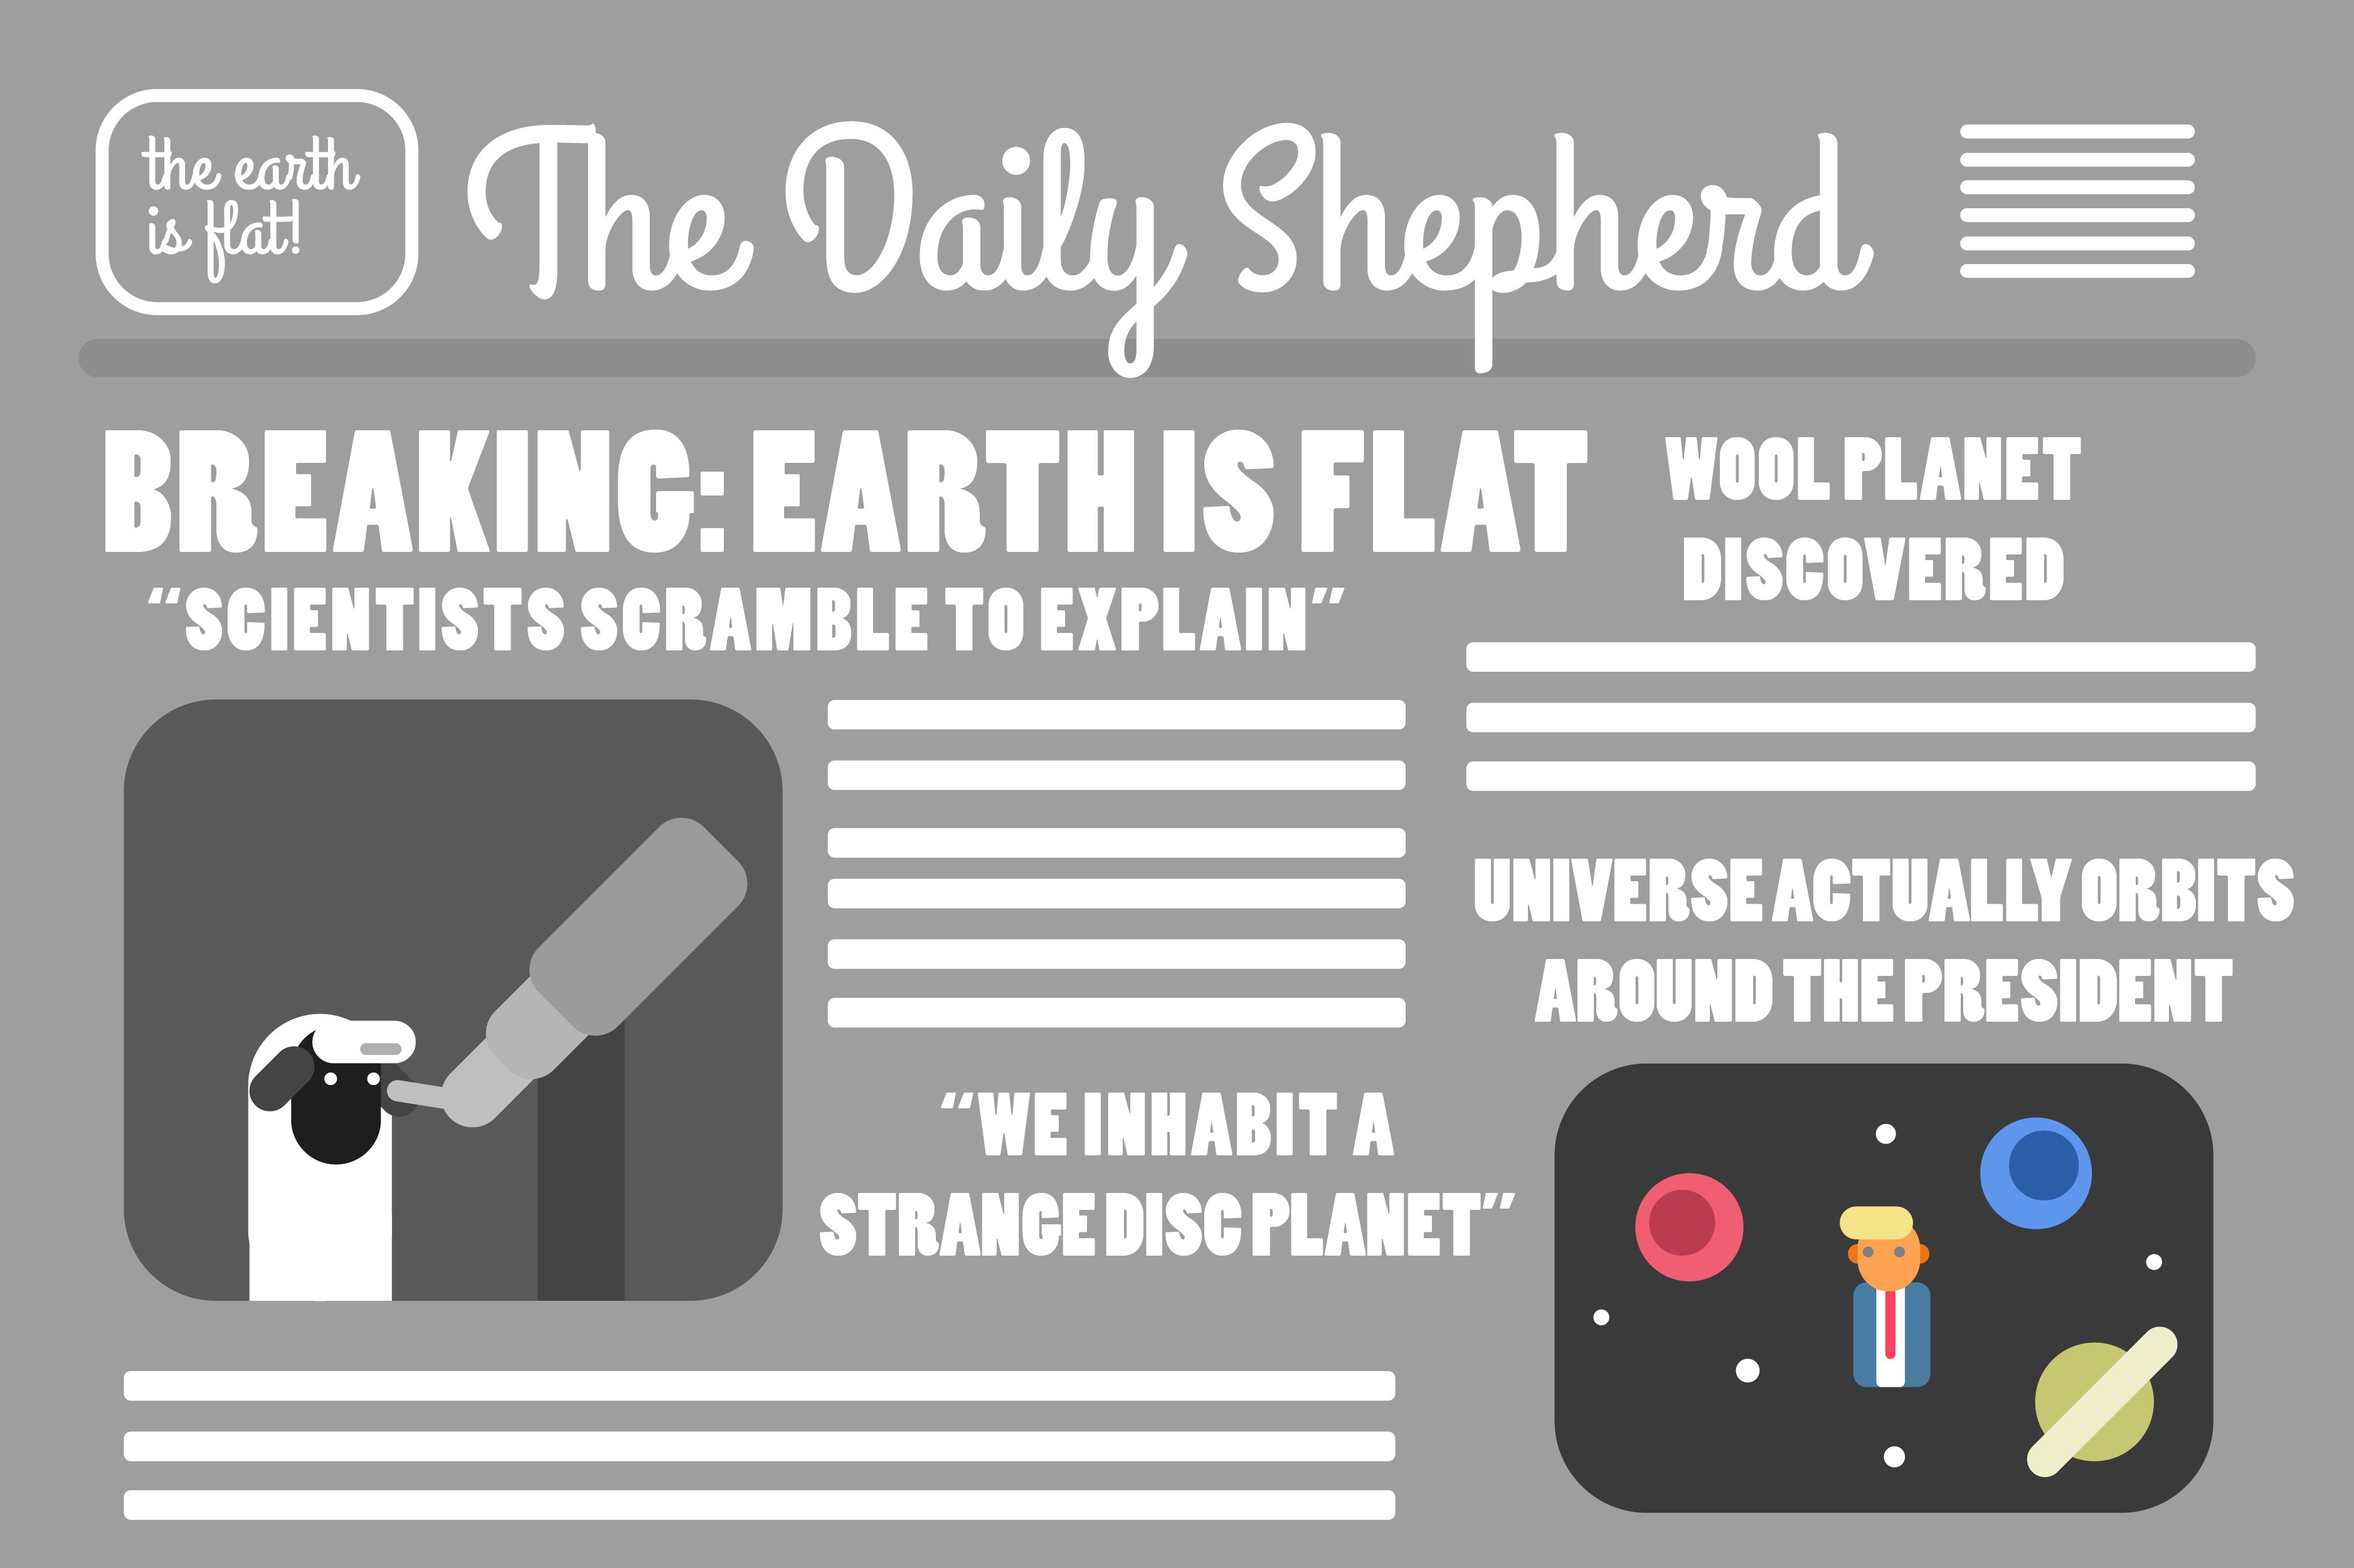 the earth
is flat!
The Daily Shepherd
BREAKING: EARTH IS FLAT
"SCIENTISTS SCRAMBLE TO EXPLAIN"
WOOL PLANET
DISCOVERED
UNIVERSE ACTUALLY ORBITS
AROUND THE PRESIDENT
"WE INHABIT A
STRANGE DISC PLANET"